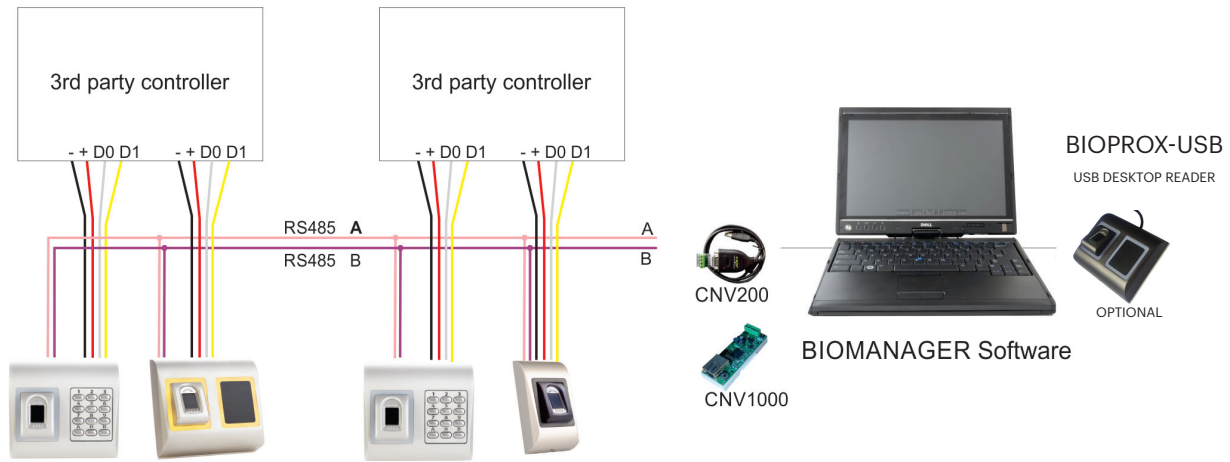 3rd party controller
3rd party controller
- + D0 D1
- + D0 D1
- + D0 D1
- + D0 D1
BIOPROX-USB
USB DESKTOP READER
RS485 A
A
RS485 B
B
CNV200
OPTIONAL
BIOMANAGER Software
CNV1000
DELL